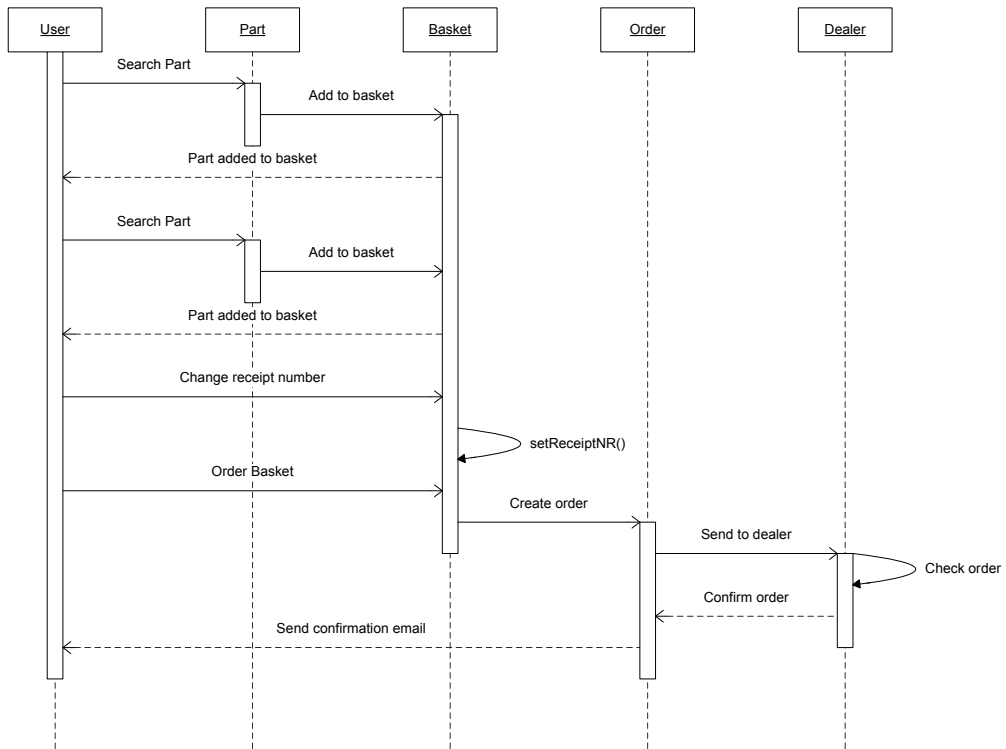 User
Part
Basket
Order
Dealer
Search Part
Add to basket
Part added to basket
Search Part
Add to basket
Part added to basket
Change receipt number
setReceiptNR()
Order Basket
Create order
Send to dealer
Check order
Confirm order
Send confirmation email